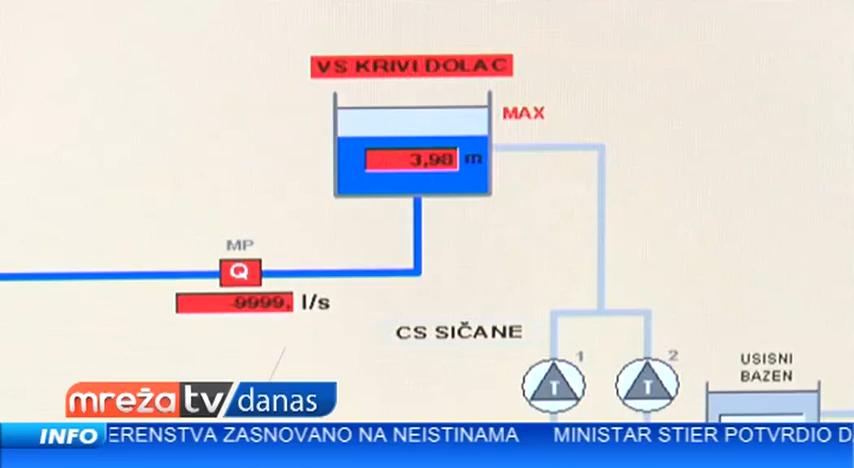 VS KRIVI DOLAC
MAX
3,98 m
MP
Q
-9999, l/s
CS SIČANE
1
2
T
T
USISNI
BAZEN
mreža tv/danas
INFO ERENSTVA ZASNOVANO NA NEISTINAMA MINISTAR STIER POTVRDIO